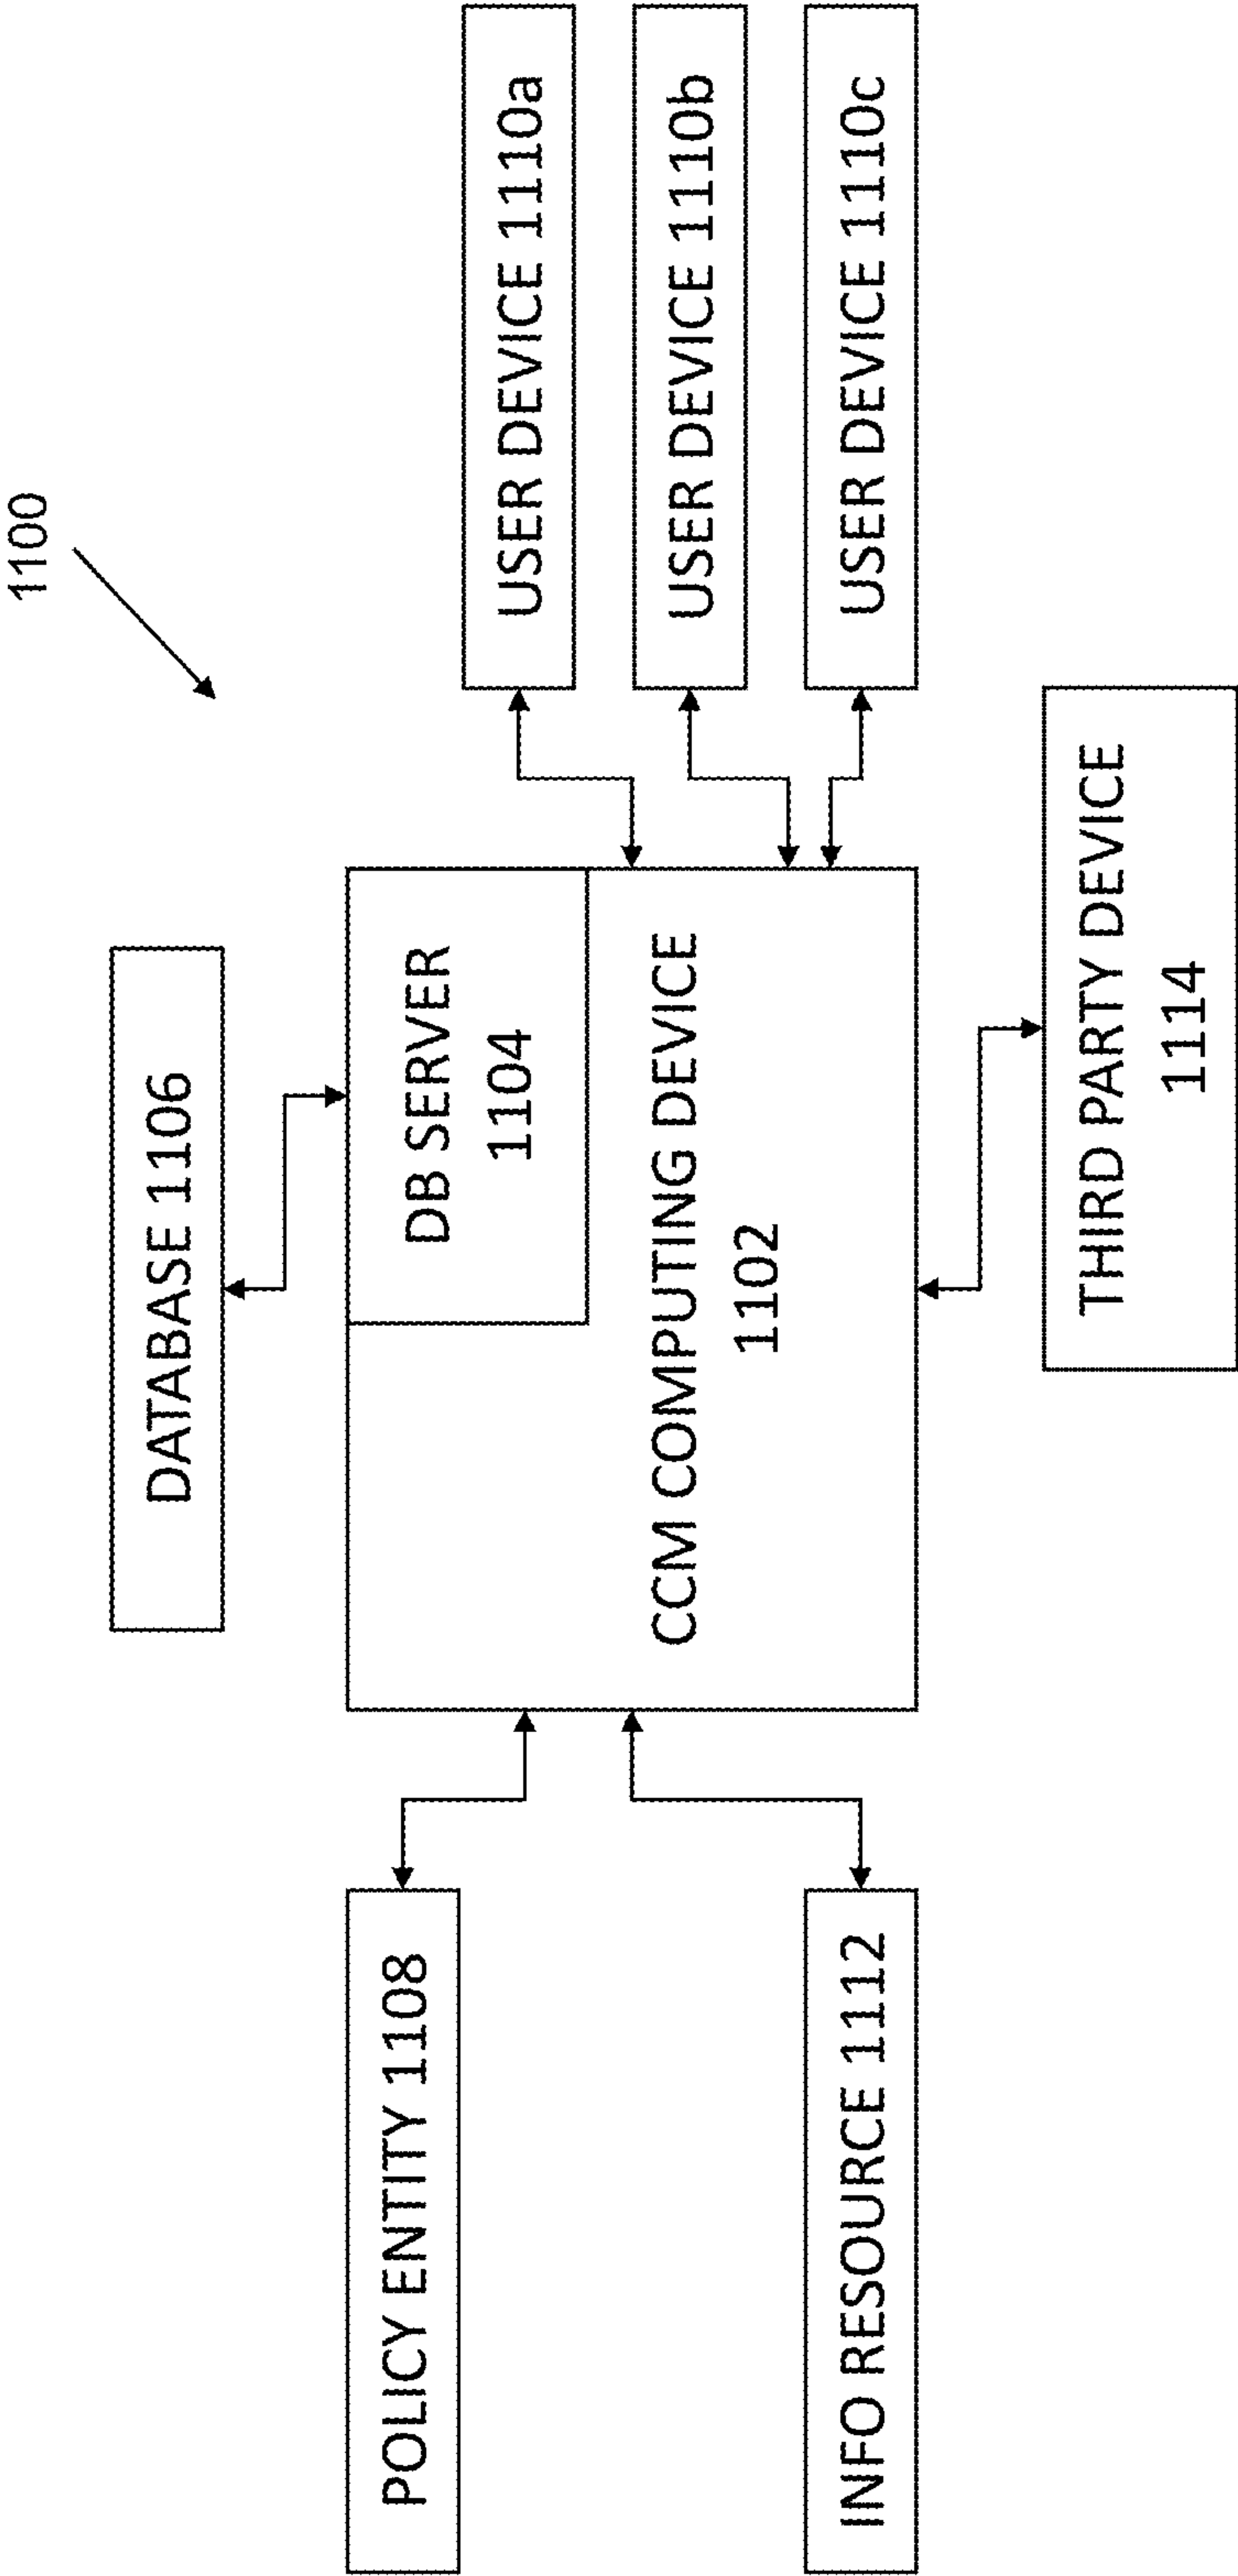 1100
DATABASE 1106
POLICY ENTITY 1108
DB SERVER
1104
USER DEVICE 1110a
CCM COMPUTING DEVICE
1102
USER DEVICE 1110b
INFO RESOURCE 1112
USER DEVICE 1110c
THIRD PARTY DEVICE
1114